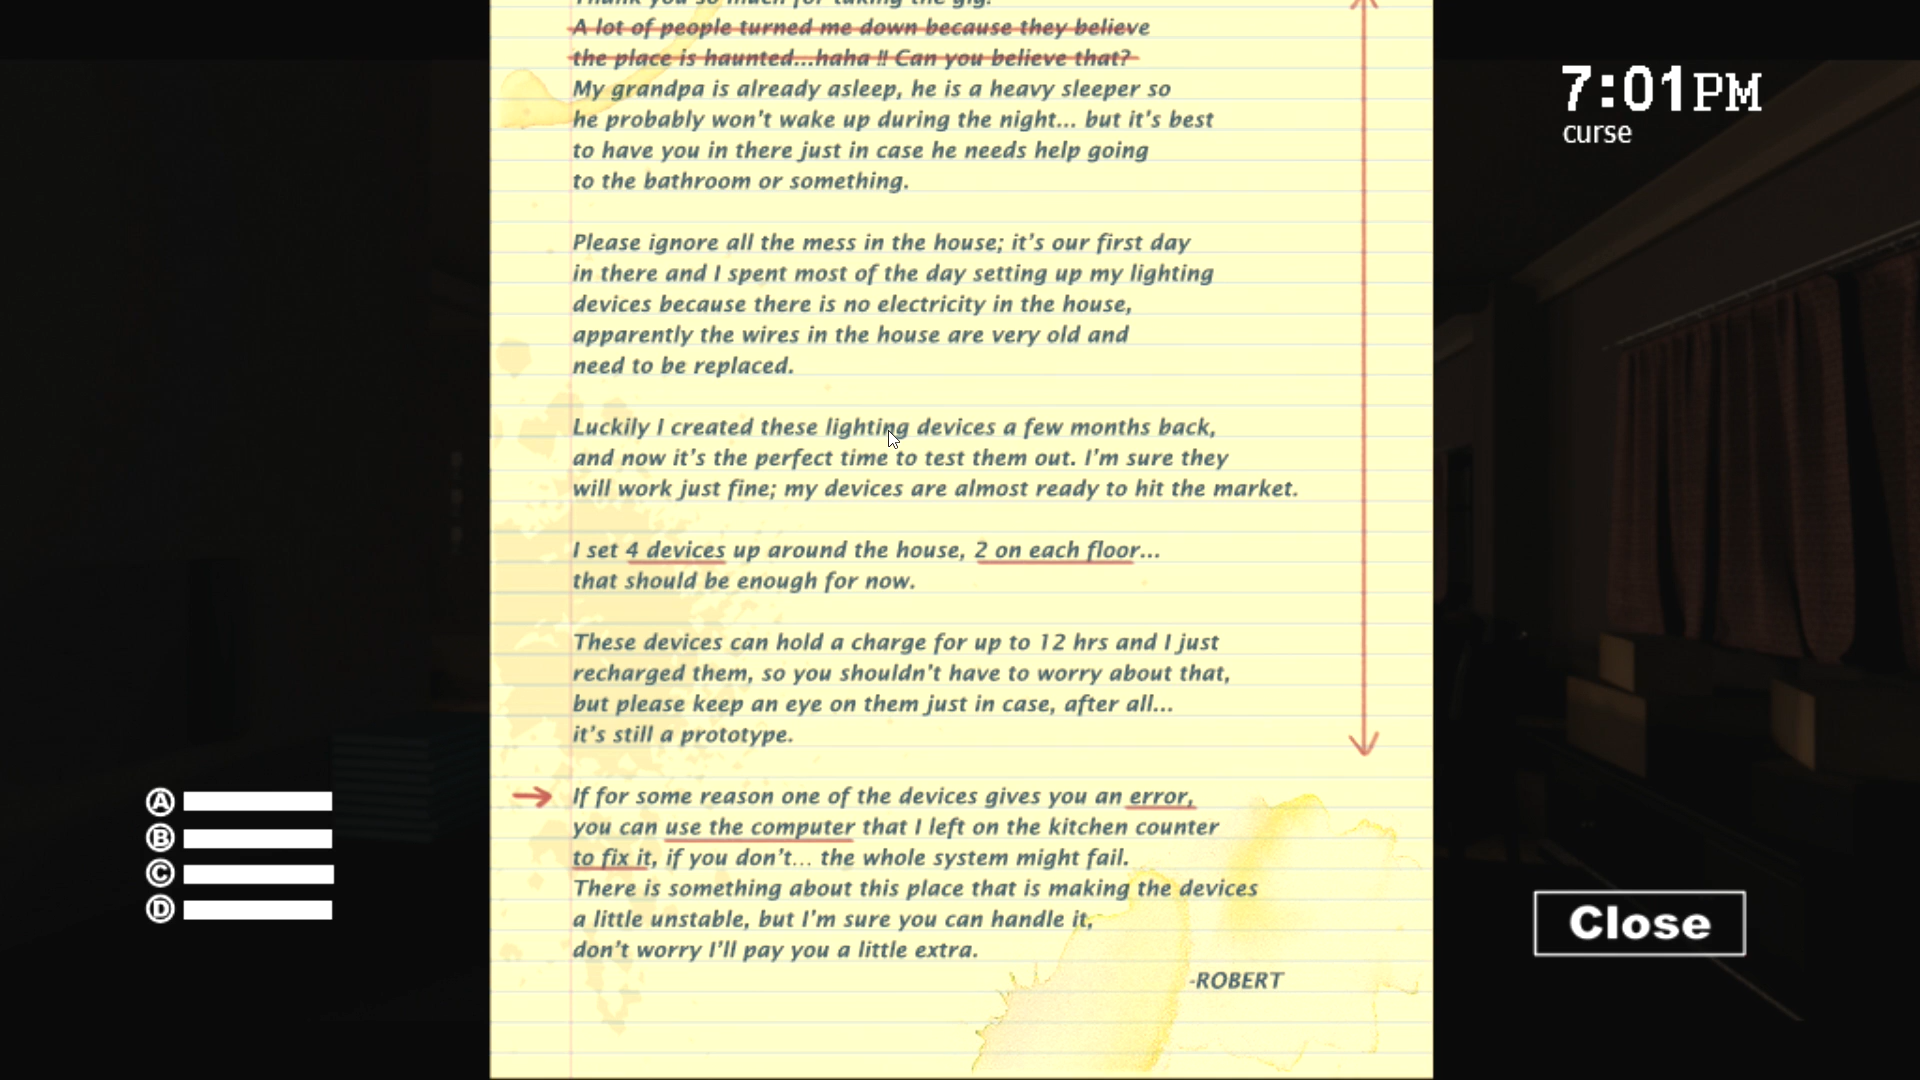 Thank you so much for taking the gig!
A lot of people turned me down because they believe
the place is haunted...haha !! Can you believe that?
My grandpa is already asleep, he is a heavy sleeper so
he probably won't wake up during the night... but it's best
to have you in there just in case he needs help going
to the bathroom or something.
Please ignore all the mess in the house; it's our first day
in there and I spent most of the day setting up my lighting
devices because there is no electricity in the house,
apparently the wires in the house are very old and
need to be replaced.
Luckily I created these lighting devices a few months back,
and now it's the perfect time to test them out. I'm sure they
will work just fine; my devices are almost ready to hit the market.
I set 4 devices up around the house, 2 on each floor...
that should be enough for now.
These devices can hold a charge for up to 12 hrs and I just
recharged them, so you shouldn't have to worry about that,
but please keep an eye on them just in case, after all...
it's still a prototype.
If for some reason one of the devices gives you an error,
you can use the computer that I left on the kitchen counter
to fix it, if you don't... the whole system might fail.
There is something about this place that is making the devices
a little unstable, but I'm sure you can handle it,
don't worry I'll pay you a little extra.
-ROBERT
7:01PM
curse
A
B
C
D
Close